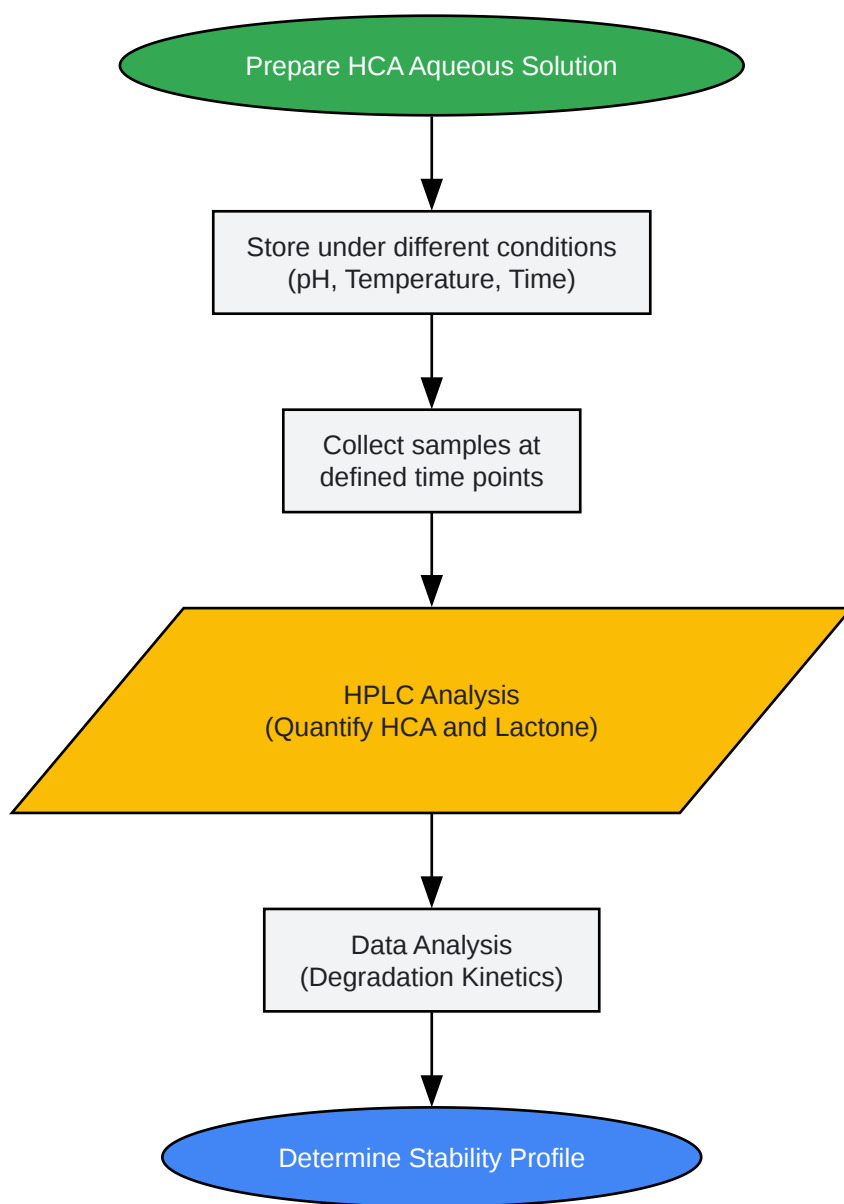 Prepare HCA Aqueous Solution
Store under different conditions
(pH, Temperature, Time)
Collect samples at
defined time points
HPLC Analysis
(Quantify HCA and Lactone)
Data Analysis
(Degradation Kinetics)
Determine Stability Profile